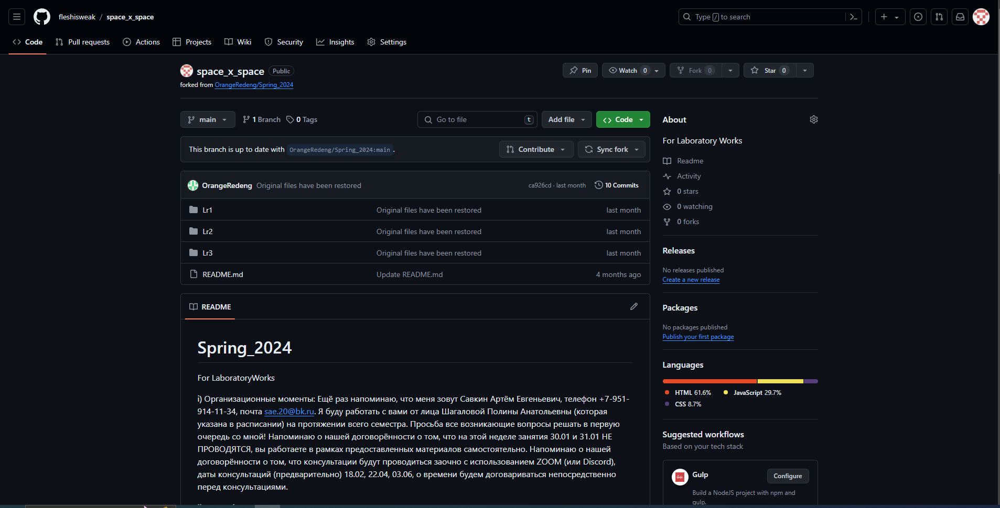 fleshisweak / space_x_space
Type / to search
Code Pull requests Actions Projects Wiki Security Insights Settings
space_x_space Public
Pin Watch 0 Fork 0 Star 0
forked from OrangeRedeng/Spring_2024
main 1 Branch 0 Tags Go to file t Add file Code
This branch is up to date with OrangeRedeng/Spring_2024:main .
Contribute Sync fork
OrangeRedeng Original files have been restored ca926cd · last month 10 Commits
Lr1 Original files have been restored last month
Lr2 Original files have been restored last month
Lr3 Original files have been restored last month
README.md Update README.md 4 months ago
README
Spring_2024
For LaboratoryWorks
i) Организационные моменты: Ещё раз напоминаю, что меня зовут Савкин Артём Евгеньевич, телефон +7-951-
914-11-34, почта sae.20@bk.ru. Я буду работать с вами от лица Шагаловой Полины Анатольевны (которая
указана в расписании) на протяжении всего семестра. Просьба все возникающие вопросы решать в первую
очередь со мной! Напоминаю о нашей договорённости о том, что на этой неделе занятия 30.01 и 31.01 НЕ
ПРОВОДЯТСЯ, вы работаете в рамках предоставленных материалов самостоятельно. Напоминаю о нашей
договорённости о том, что консультации будут проводиться заочно с использованием ZOOM (или Discord),
даты консультаций (предварительно) 18.02, 22.04, 03.06, о времени будем договариваться непосредственно
перед консультациями.
About
For Laboratory Works
Readme
Activity
0 stars
0 watching
0 forks
Releases
No releases published
Create a new release
Packages
No packages published
Publish your first package
Languages
HTML 61.6% JavaScript 29.7%
CSS 8.7%
Suggested workflows
Based on your tech stack
Gulp Configure
Build a NodeJS project with npm and
gulp.